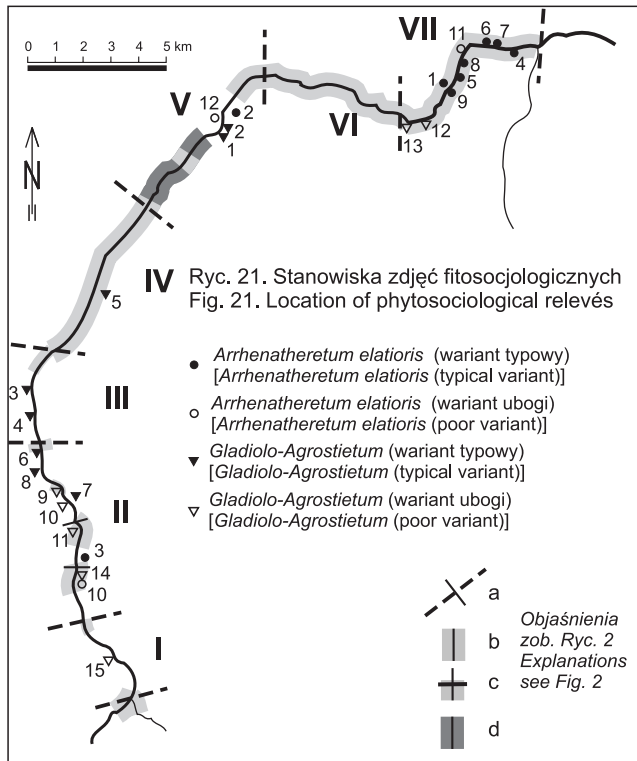 0 1 2 3 4 5 km
VII
11
6 7
4
8
5
1
9
12
13
VI
V
12
2
2
1
N
IV
5
Ryc. 21. Stanowiska zdjęć fitosocjologicznych
Fig. 21. Location of phytosociological relevés
Arrhenatheretum elatioris (wariant typowy)
[Arrhenatheretum elatioris (typical variant)]
Arrhenatheretum elatioris (wariant ubogi)
[Arrhenatheretum elatioris (poor variant)]
Gladiolo-Agrostietum (wariant typowy)
[Gladiolo-Agrostietum (typical variant)]
Gladiolo-Agrostietum (wariant ubogi)
[Gladiolo-Agrostietum (poor variant)]
III
3
4
6
8
9
7
10
II
11
3
14
10
I
15
a
b
c
d
Objaśnienia
zob. Ryc. 2
Explanations
see Fig. 2